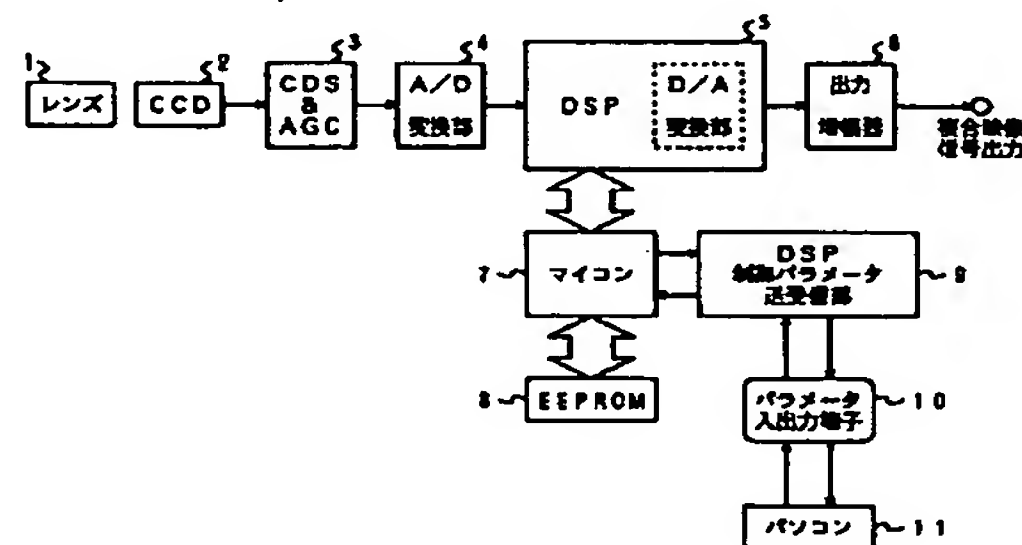 1
レンズ
2
CCD
3
CDS
&
AGC
4
A/D
変換部
5
DSP
D/A
変換部
6
出力
増幅器
複合映像
信号出力
7
マイコン
DSP
制御パラメータ
送受信部
9
8
EEPROM
パラメータ
入出力端子
10
パソコン
11